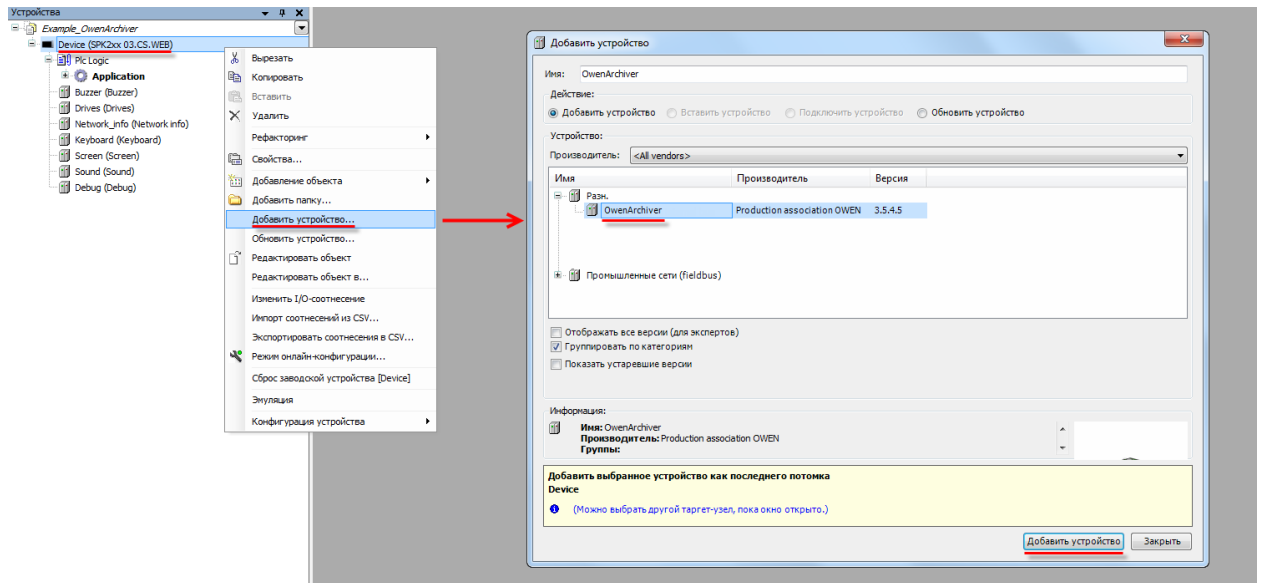 Устройства
Example_OwenArchiver
Device (SPK2xx 03.CS.WEB)
Plc Logic
Application
Buzzer (Buzzer)
Drives (Drives)
Network_info (Network info)
Keyboard (Keyboard)
Screen (Screen)
Sound (Sound)
Debug (Debug)
Вырезать
Копировать
Вставить
Удалить
Рефакторинг
Свойства...
Добавление объекта
Добавить папку...
Добавить устройство...
Обновить устройство...
Редактировать объект
Редактировать объект в...
Изменить I/O-соотнесение
Импорт соотнесений из CSV...
Экспортировать соотнесения в CSV...
Режим онлайн-конфигурации...
Сброс заводской устройства [Device]
Эмуляция
Конфигурация устройства
Добавить устройство
Имя: OwenArchiver
Действие:
Добавить устройство Вставить устройство Подключить устройство Обновить устройство
Устройство:
Производитель: <All vendors>
Имя Производитель Версия
Разн.
OwenArchiver Production association OWEN 3.5.4.5
Промышленные сети (fieldbus)
Отображать все версии (для экспертов)
Группировать по категориям
Показать устаревшие версии
Информация:
Имя: OwenArchiver
Производитель: Production association OWEN
Группы:
Добавить выбранное устройство как последнего потомка
Device
(Можно выбрать другой таргет-узел, пока окно открыто.)
Добавить устройство Закрыть